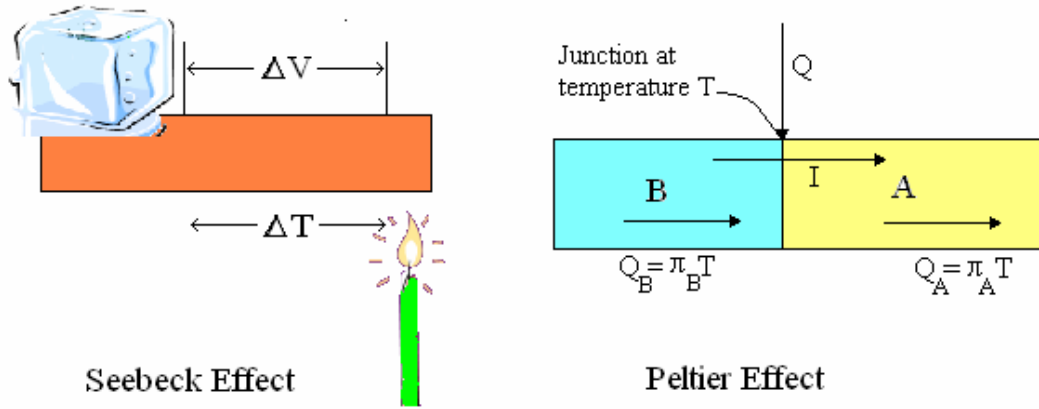 ΔV
ΔT
Seebeck Effect
Junction at
temperature T
Q
B
I
A
Q_B = π_B T
Q_A = π_A T
Peltier Effect